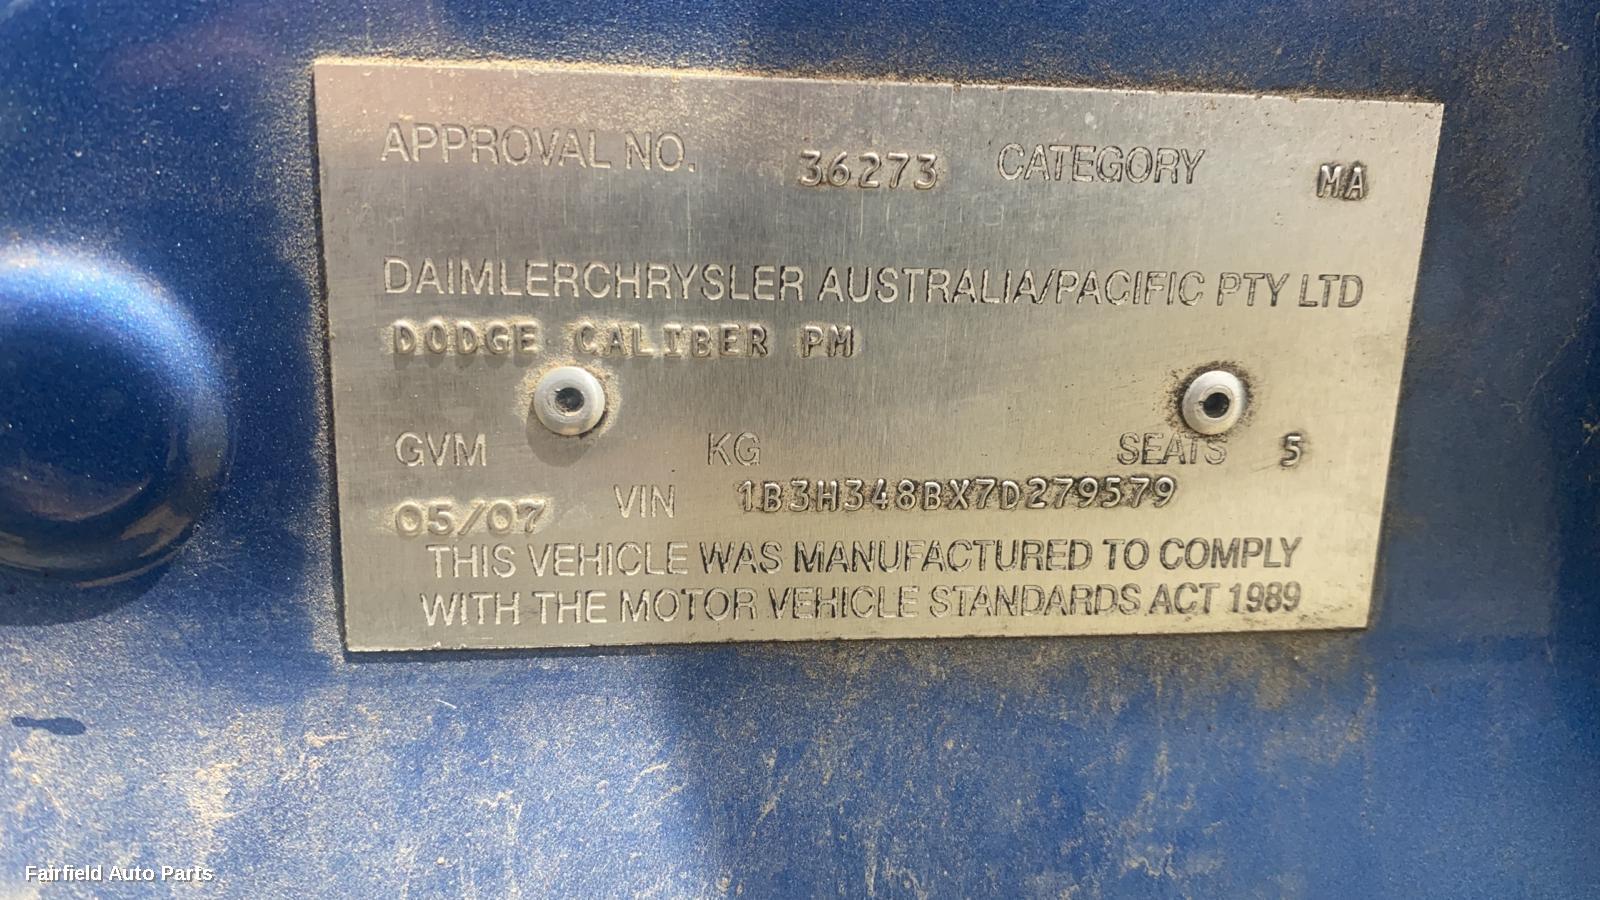 APPROVAL NO. 36273 CATEGORY MA
DAIMLERCHRYSLER AUSTRALIA/PACIFIC PTY LTD
DODGE CALIBER PM
GVM KG SEATS 5
05/07 VIN 1B3H348BX7D279579
THIS VEHICLE WAS MANUFACTURED TO COMPLY
WITH THE MOTOR VEHICLE STANDARDS ACT 1989
Fairfield Auto Parts